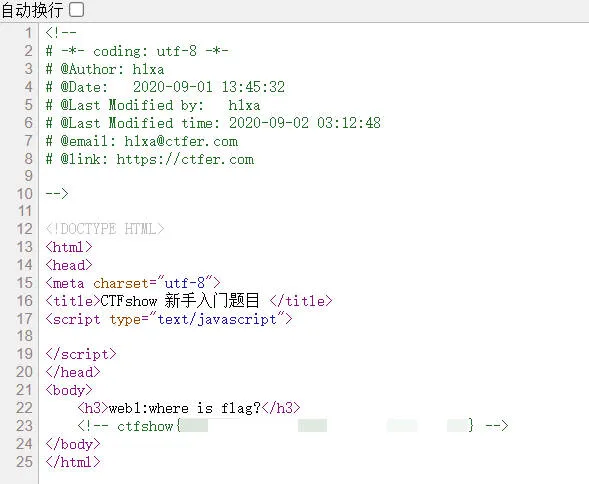 自动换行
1 <!--
2 # -*- coding: utf-8 -*-
3 # @Author: h1xa
4 # @Date:   2020-09-01 13:45:32
5 # @Last Modified by:   h1xa
6 # @Last Modified time: 2020-09-02 03:12:48
7 # @email: h1xa@ctfer.com
8 # @link: https://ctfer.com
9
10 -->
11
12 <!DOCTYPE HTML>
13 <html>
14 <head>
15 <meta charset="utf-8">
16 <title>CTFshow 新手入门题目 </title>
17 <script type="text/javascript">
18
19 </script>
20 </head>
21 <body>
22     <h3>web1:where is flag?</h3>
23     <!-- ctfshow{ } -->
24 </body>
25 </html>